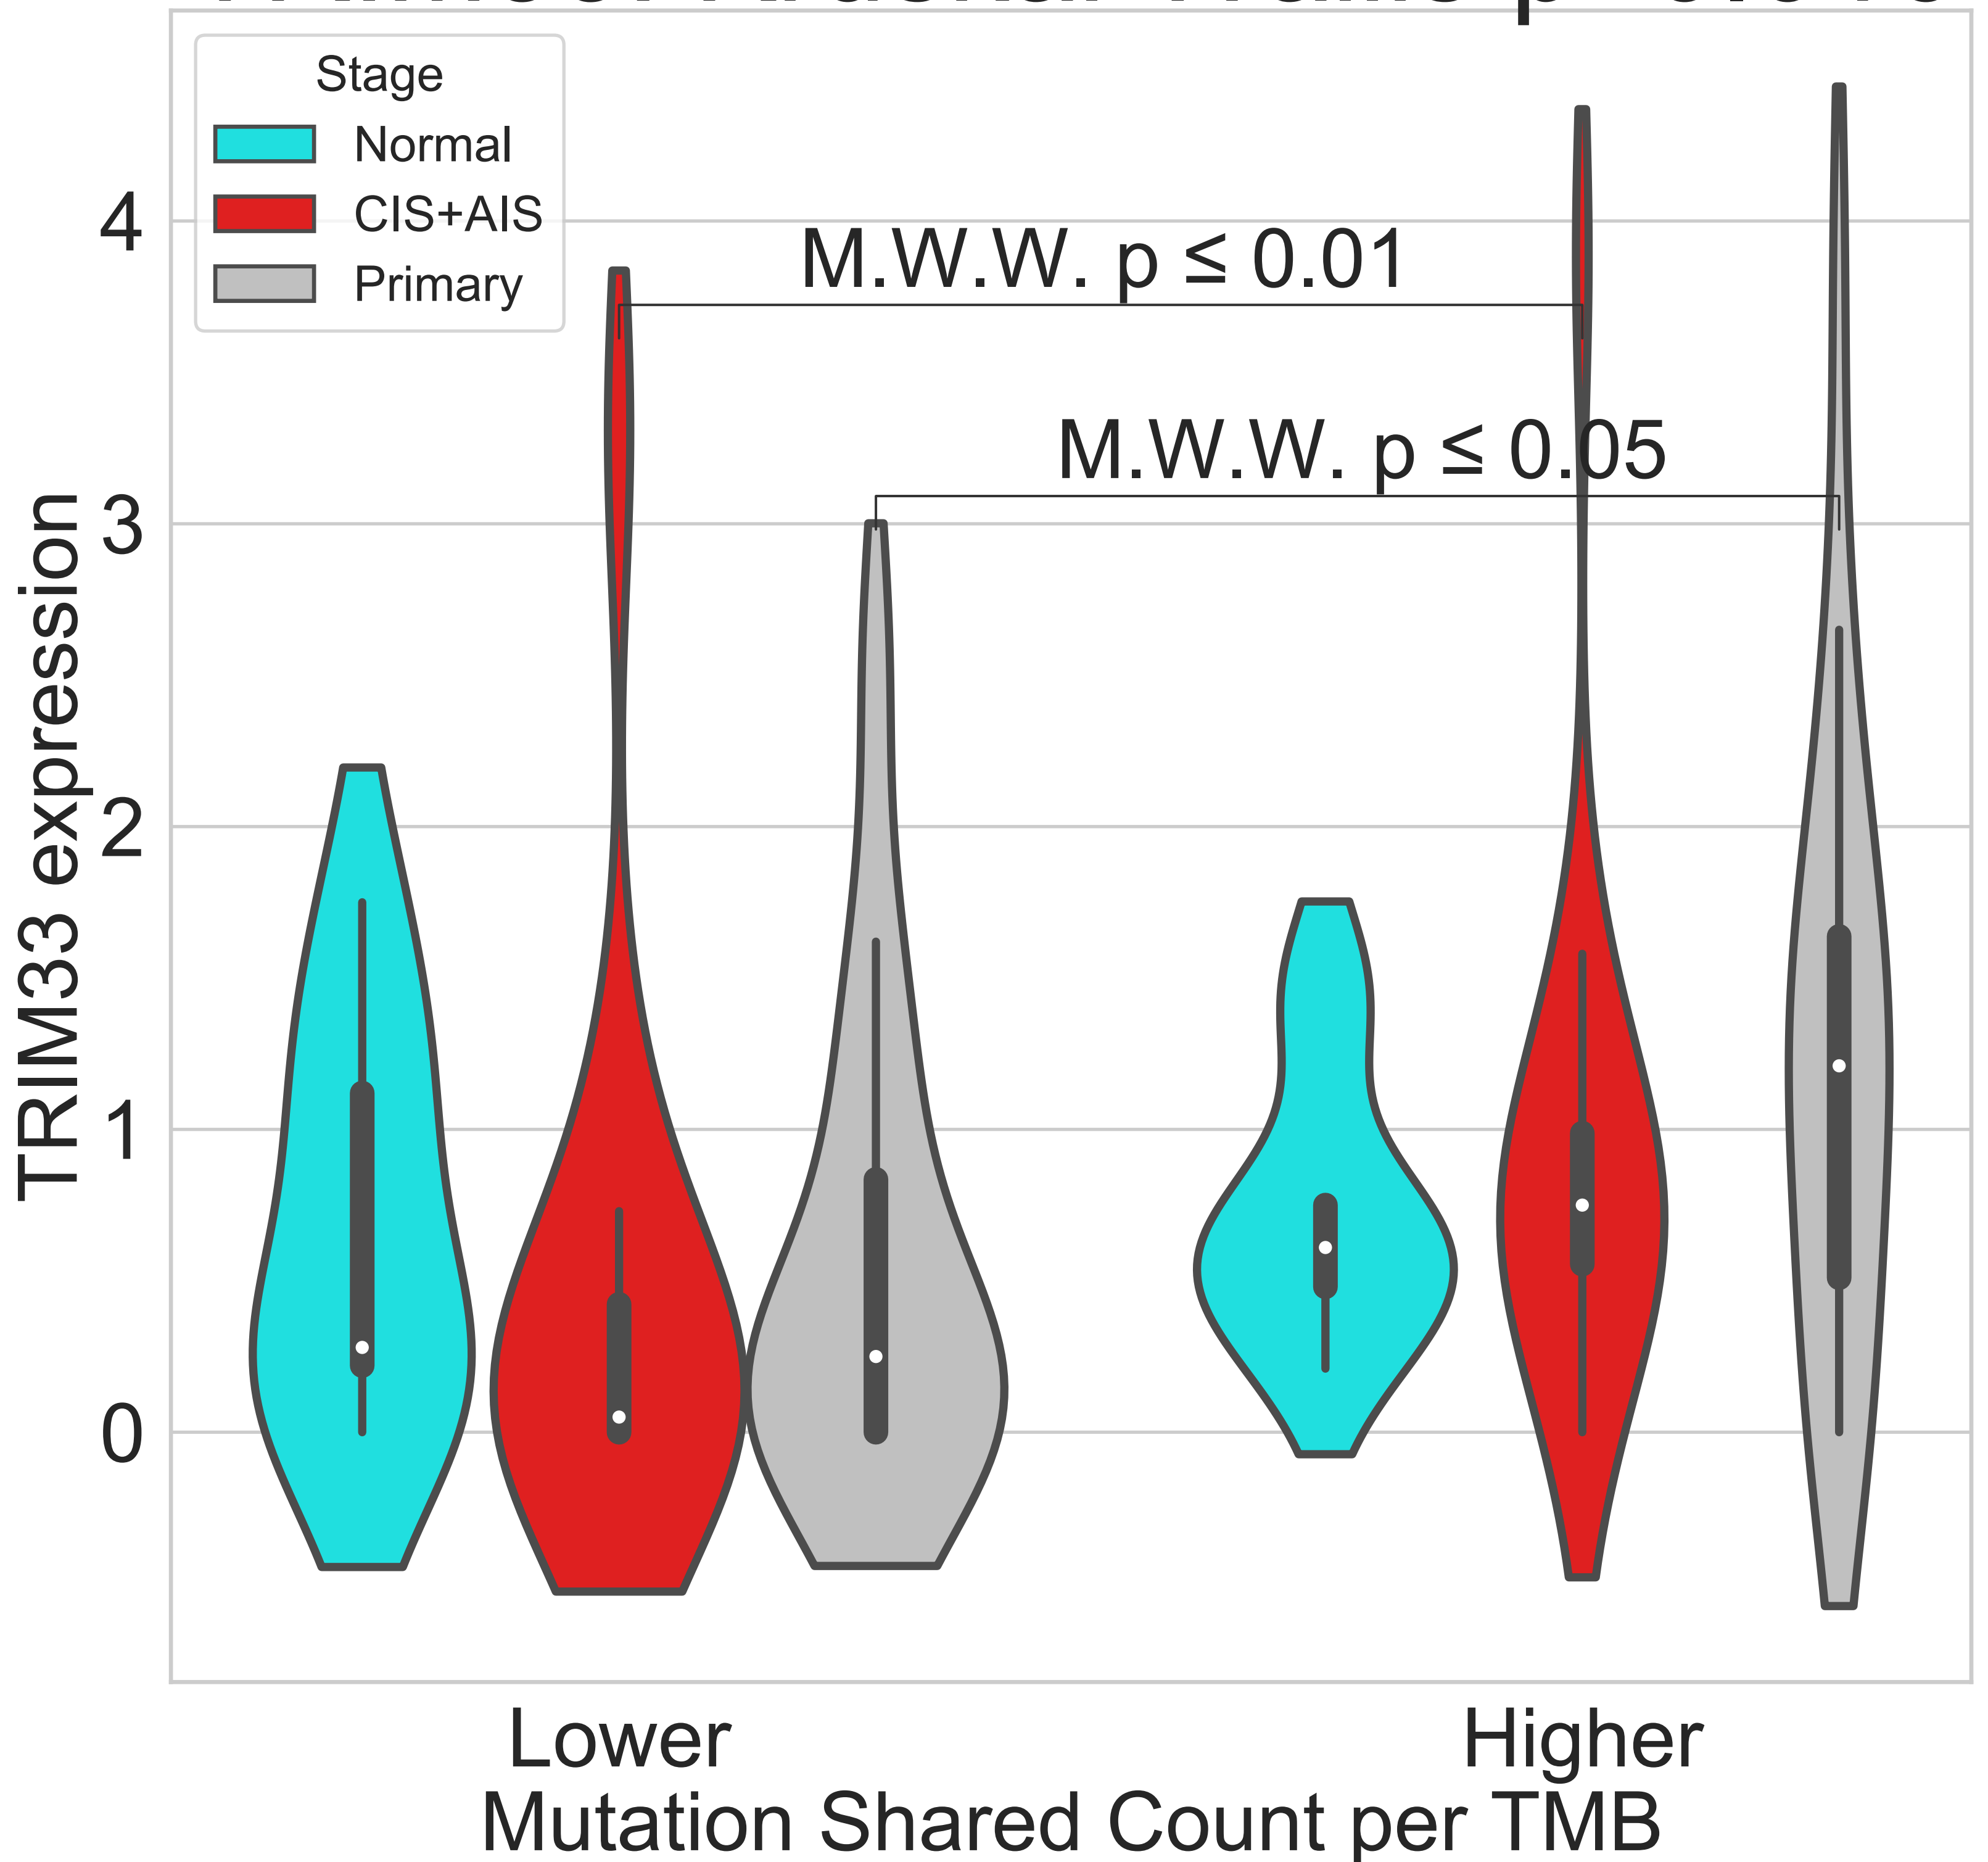 Stage
Normal
CIS+AIS
Primary
4
3
2
1
0
TRIM33 expression
M.W.W. p ≤ 0.01
M.W.W. p ≤ 0.05
Lower
Higher
Mutation Shared Count per TMB